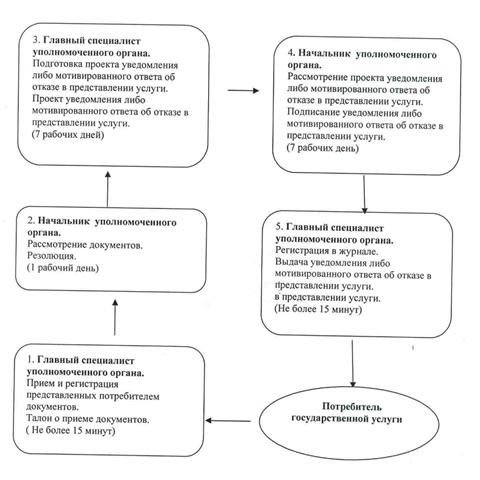 3. Главный специалист
уполномоченного органа.
Подготовка проекта уведомления
либо мотивированного ответа об
отказе в представлении услуги.
Проект уведомления либо
мотивированного ответа об отказе в
представлении услуги.
(7 рабочих дней)
4. Начальник уполномоченного
органа.
Рассмотрение проекта уведомления
либо мотивированного ответа об
отказе в представлении услуги.
Подписание уведомления либо
мотивированного ответа об отказе в
представлении услуги.
(7 рабочих день)
2. Начальник уполномоченного
органа.
Рассмотрение документов.
Резолюция.
(1 рабочий день)
5. Главный специалист
уполномоченного органа.
Регистрация в журнале.
Выдача уведомления либо
мотивированного ответа об отказе в
представлении услуги.
в представлении услуги.
(Не более 15 минут)
1. Главный специалист
уполномоченного органа.
Прием и регистрация
представленных потребителем
документов.
Талон о приеме документов.
( Не более 15 минут)
Потребитель
государственной услуги